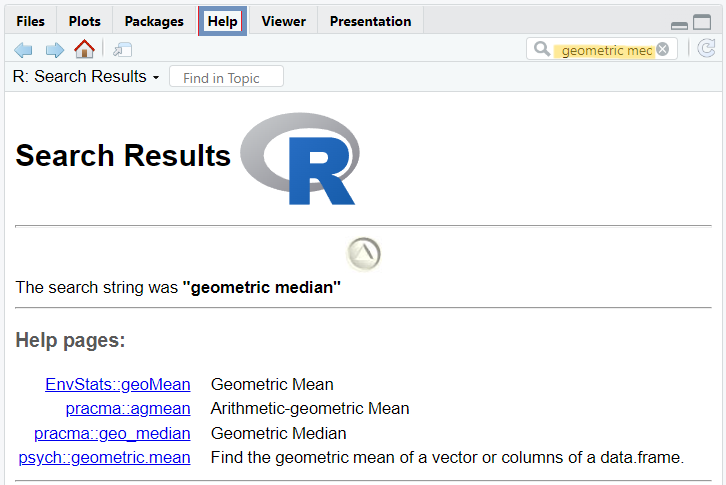 Files Plots Packages Help Viewer Presentation
geometric mec
R: Search Results Find in Topic
Search Results R
The search string was "geometric median"
Help pages:
EnvStats::geoMean Geometric Mean
pracma::agmean Arithmetic-geometric Mean
pracma::geo_median Geometric Median
psych::geometric.mean Find the geometric mean of a vector or columns of a data.frame.